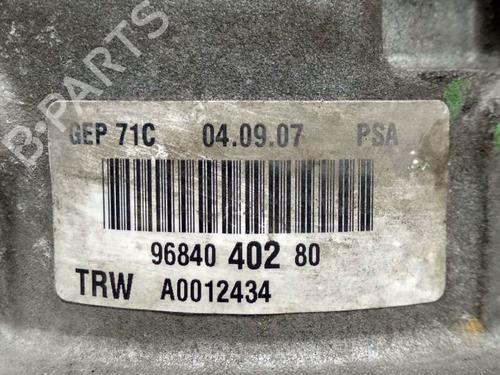 B-PARTS
GEP 71C 04.09.07 PSA
96840 402 80
TRW A0012434